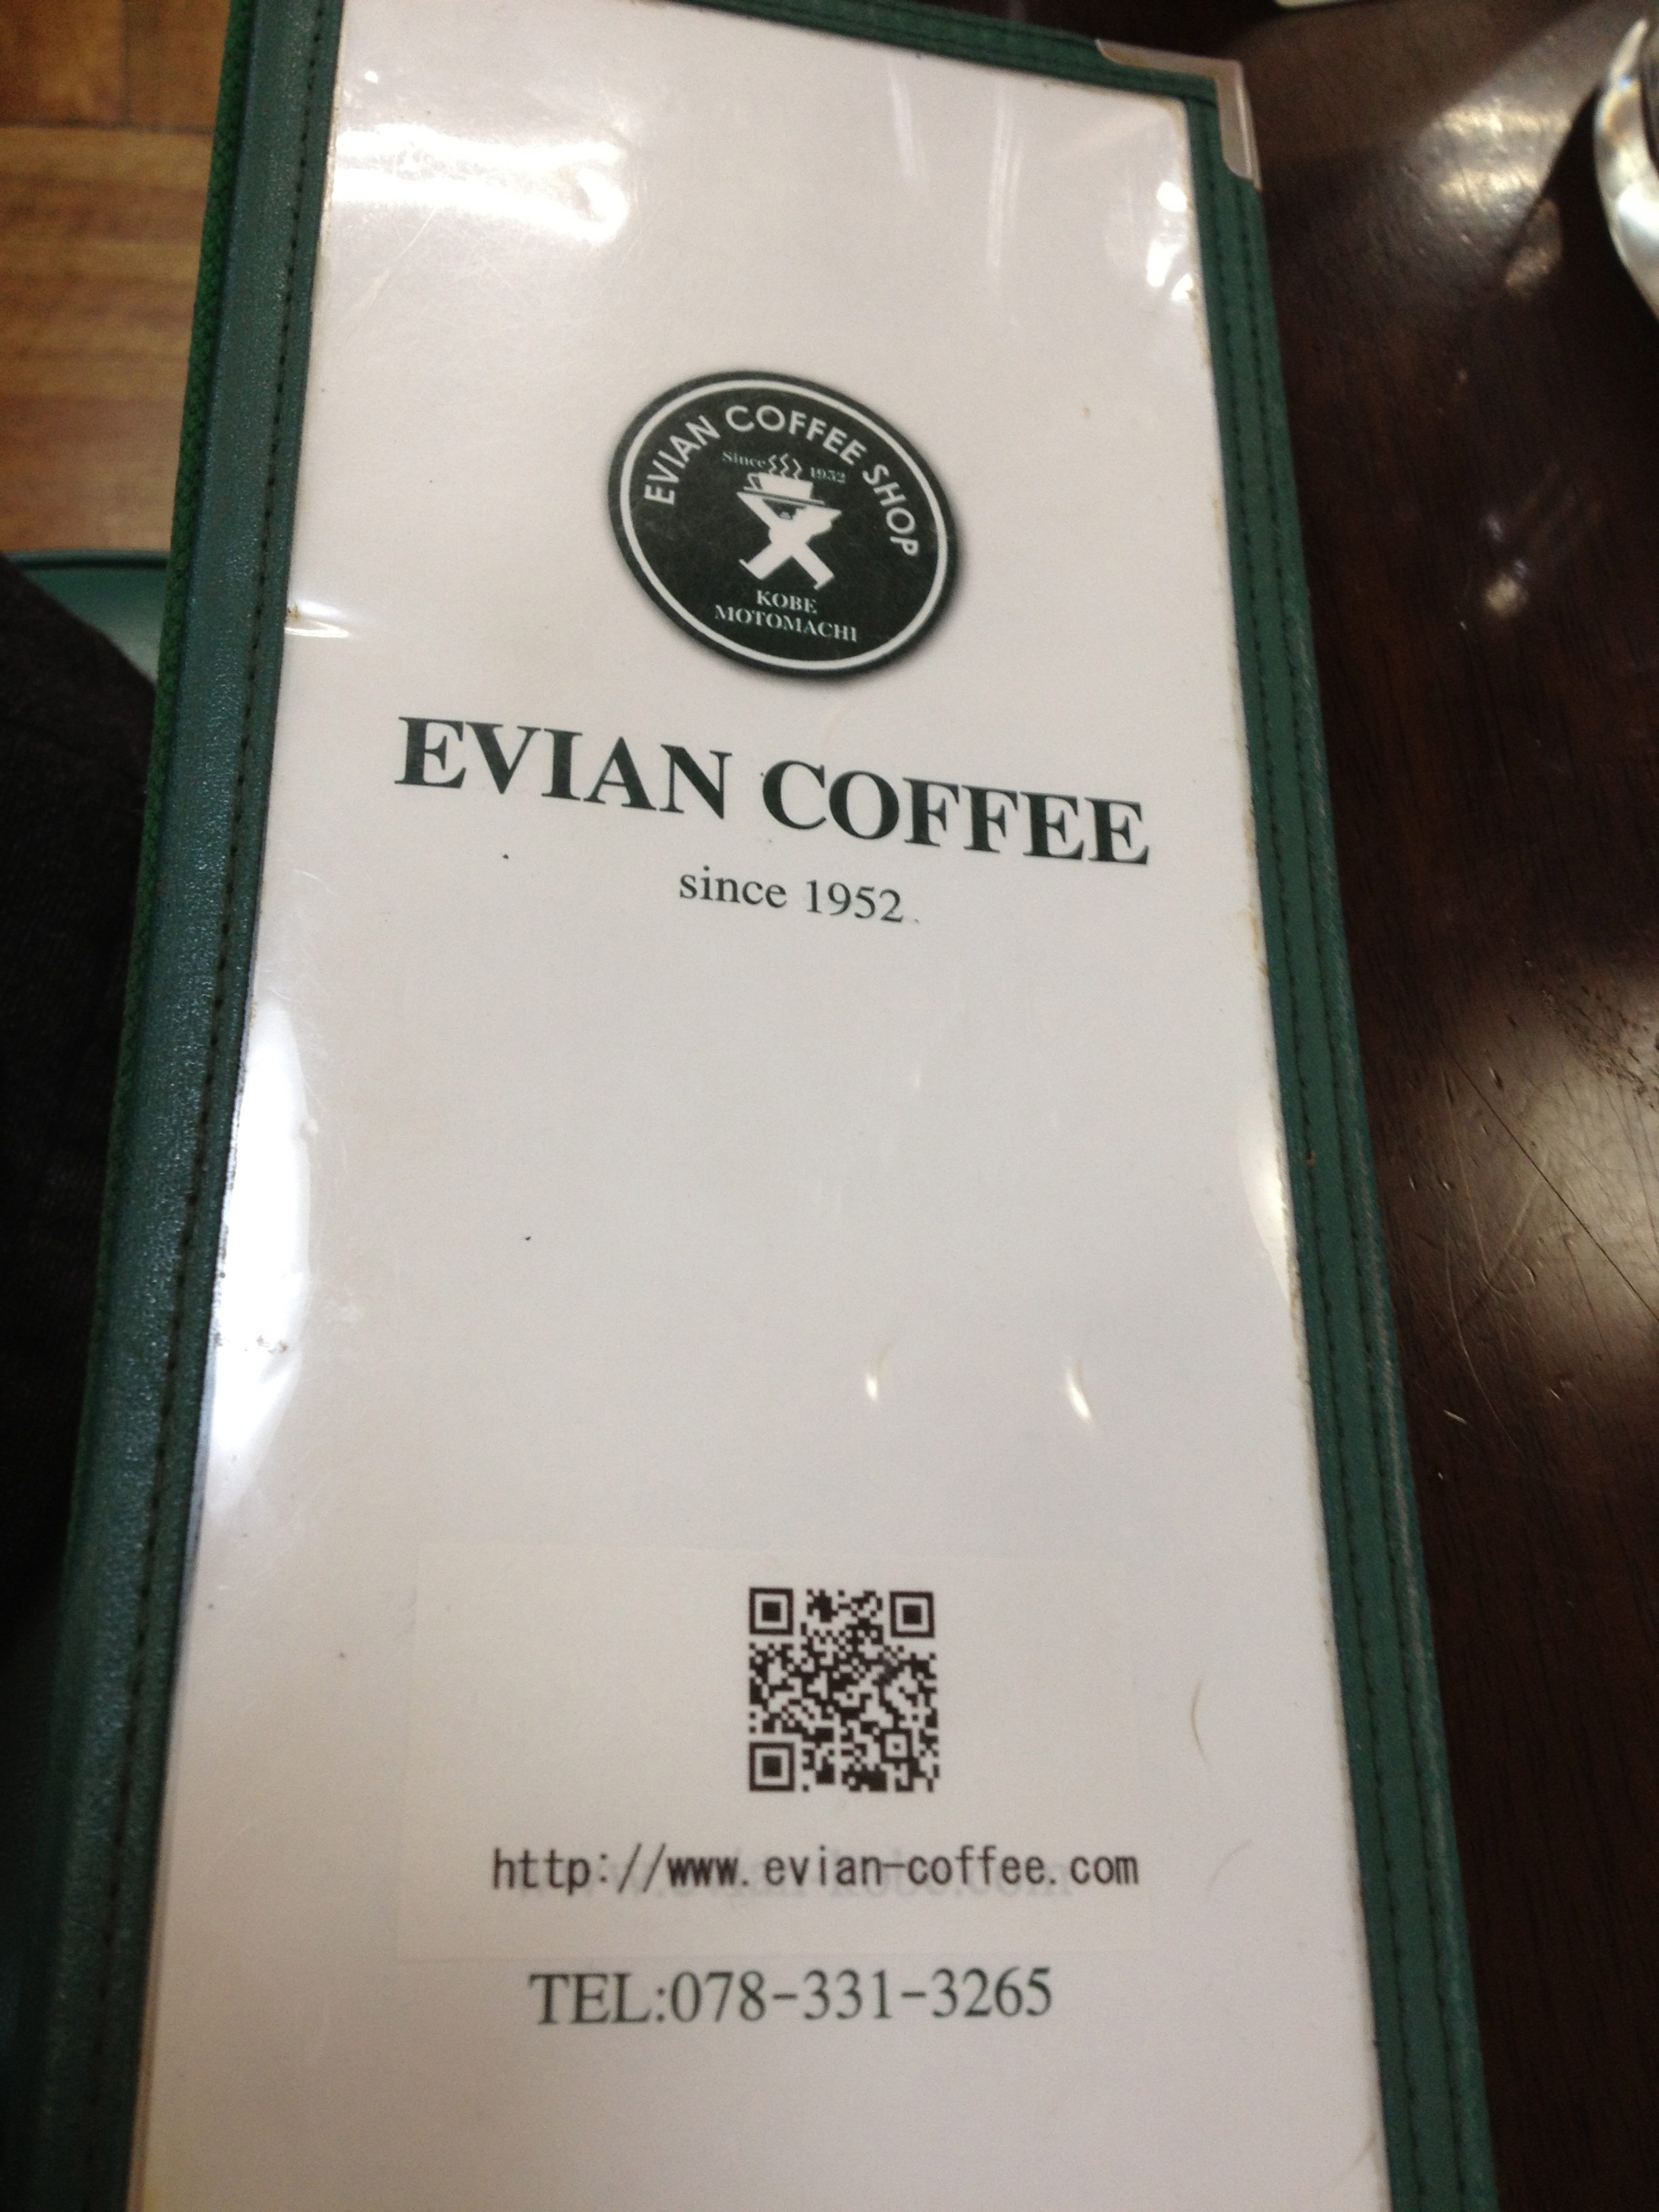 EVIAN COFFEE SHOP
Since 1952
KOBE
MOTOMACHI
EVIAN COFFEE
since 1952
http://www.evian-coffee.com
TEL:078-331-3265